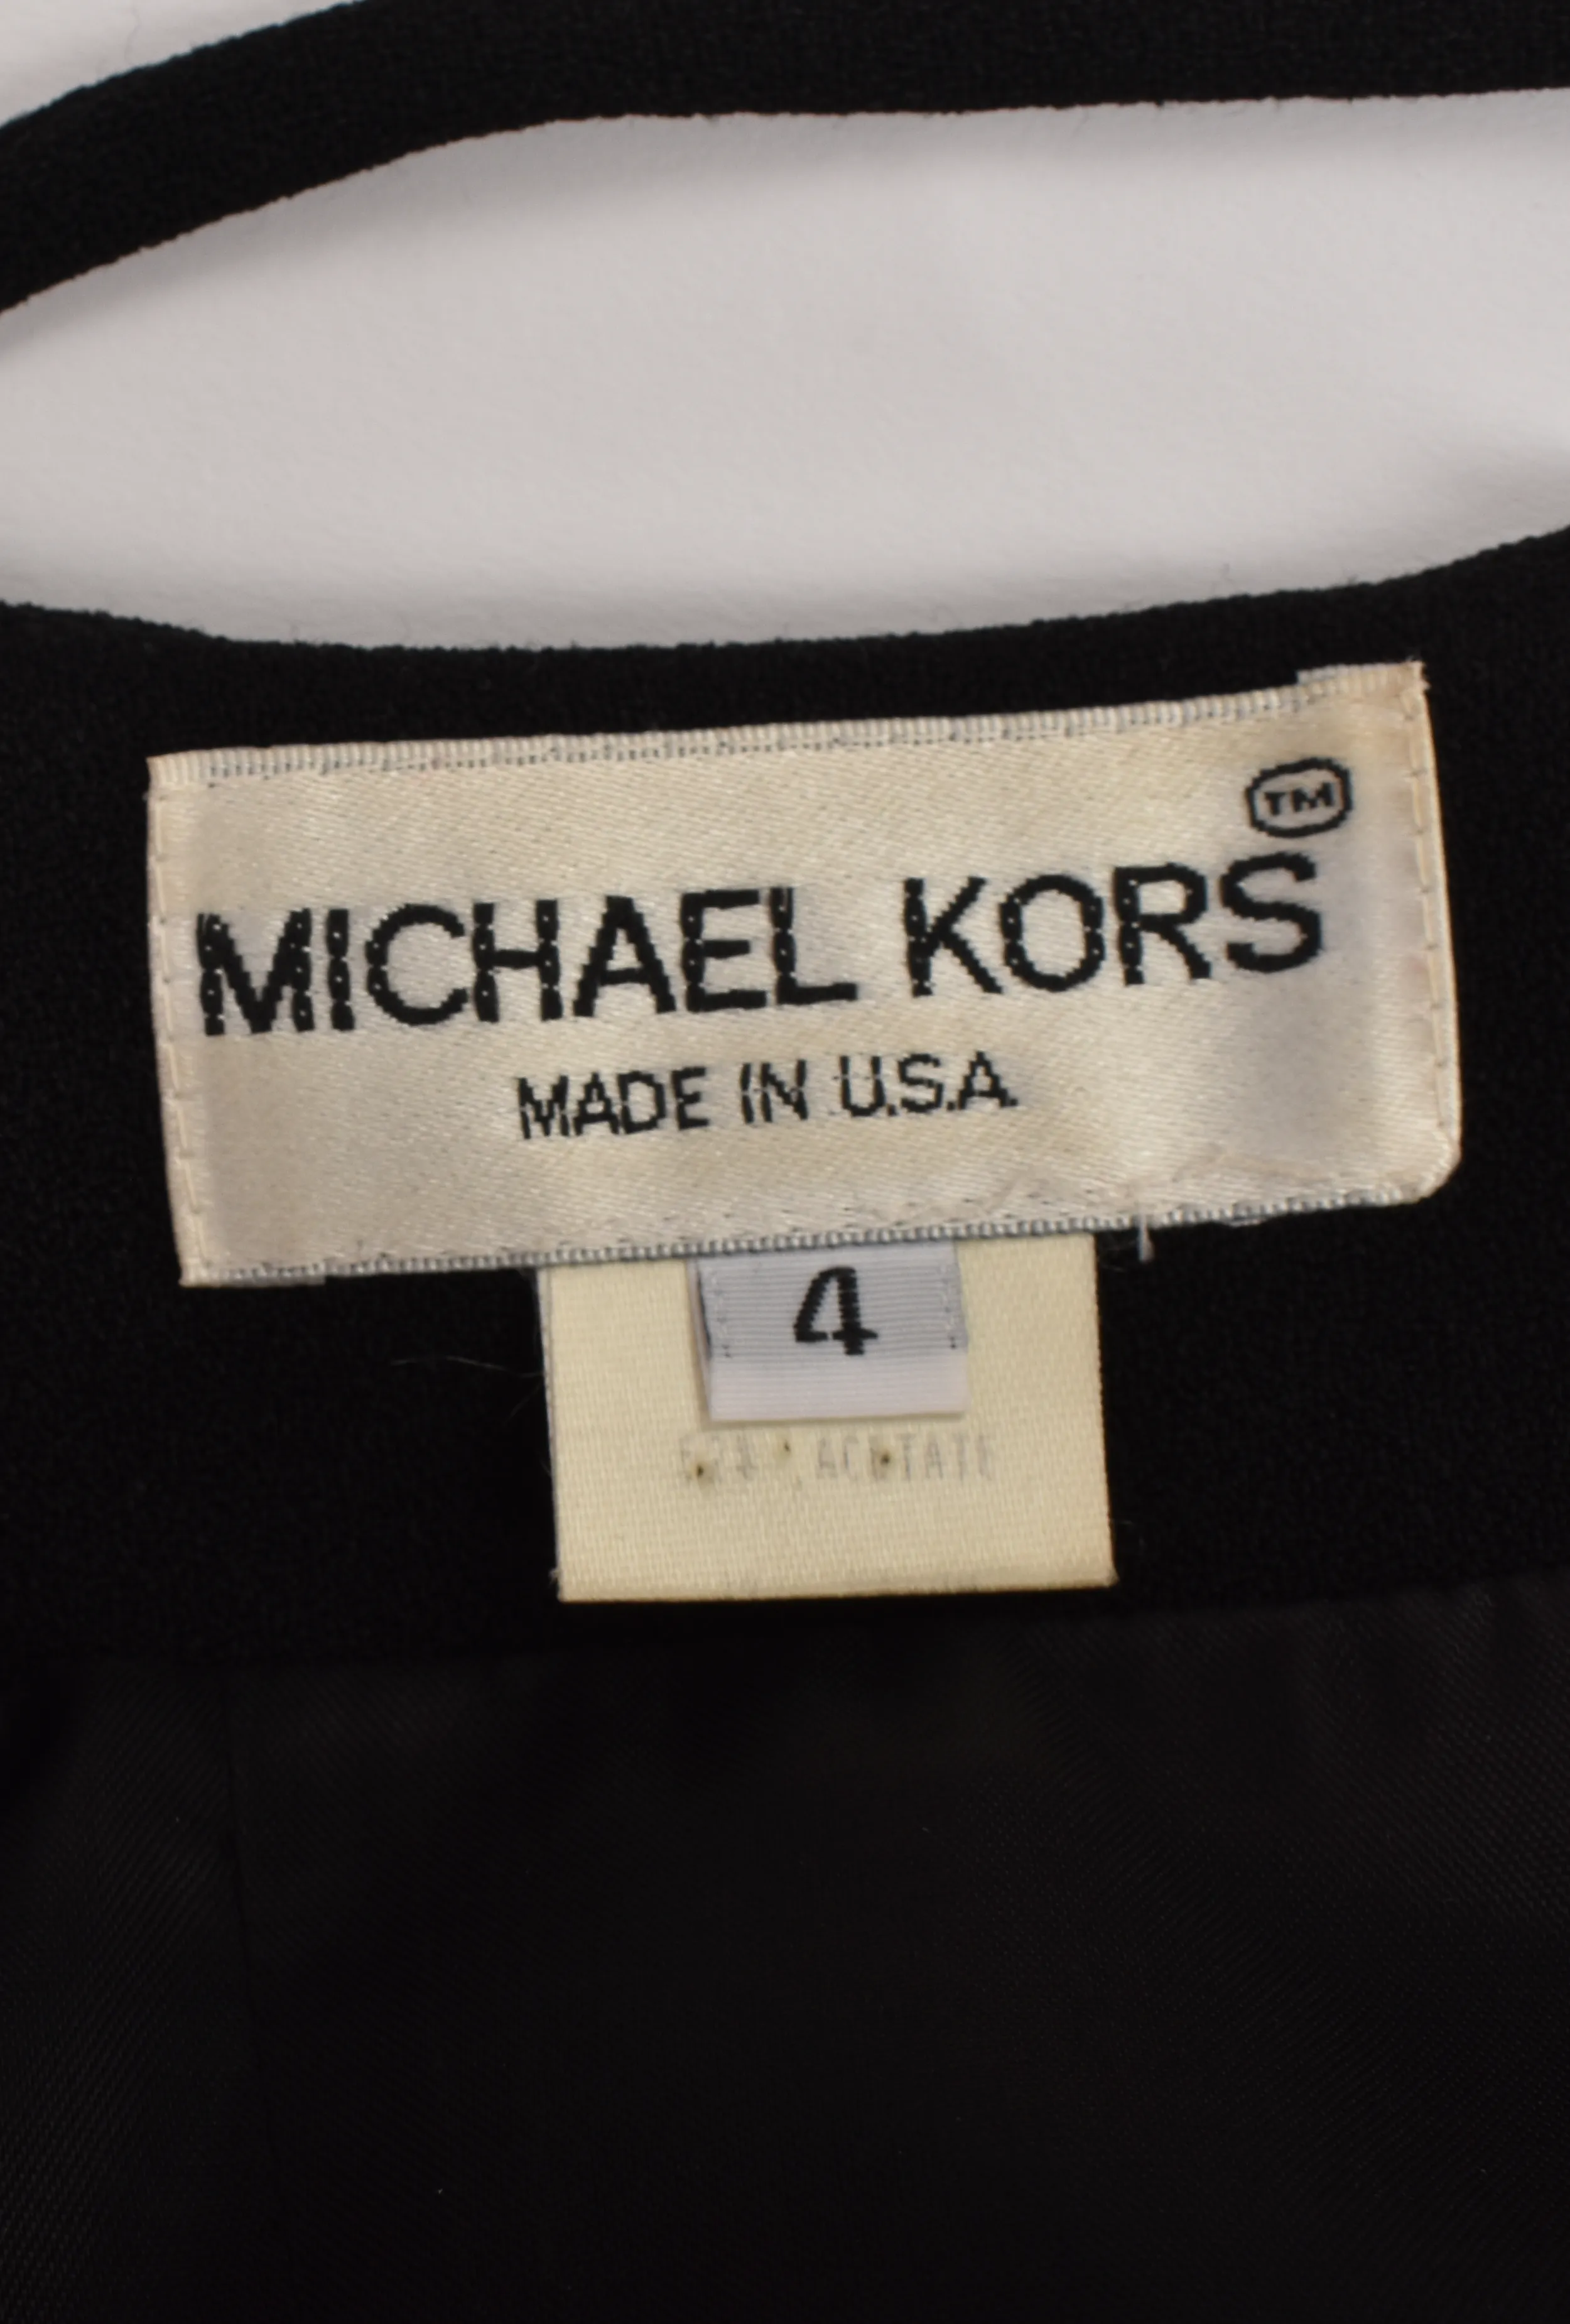 TM
MICHAEL KORS
MADE IN U.S.A.
4
ACETATE